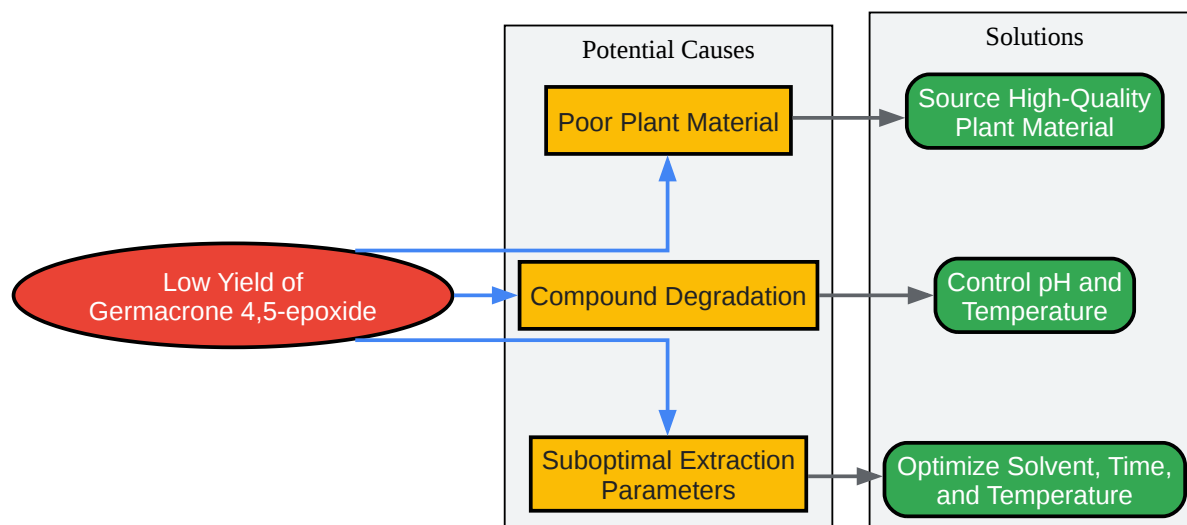 Potential Causes
Solutions
Poor Plant Material
Source High-Quality
Plant Material
Low Yield of
Germacrone 4,5-epoxide
Compound Degradation
Control pH and
Temperature
Suboptimal Extraction
Parameters
Optimize Solvent, Time,
and Temperature